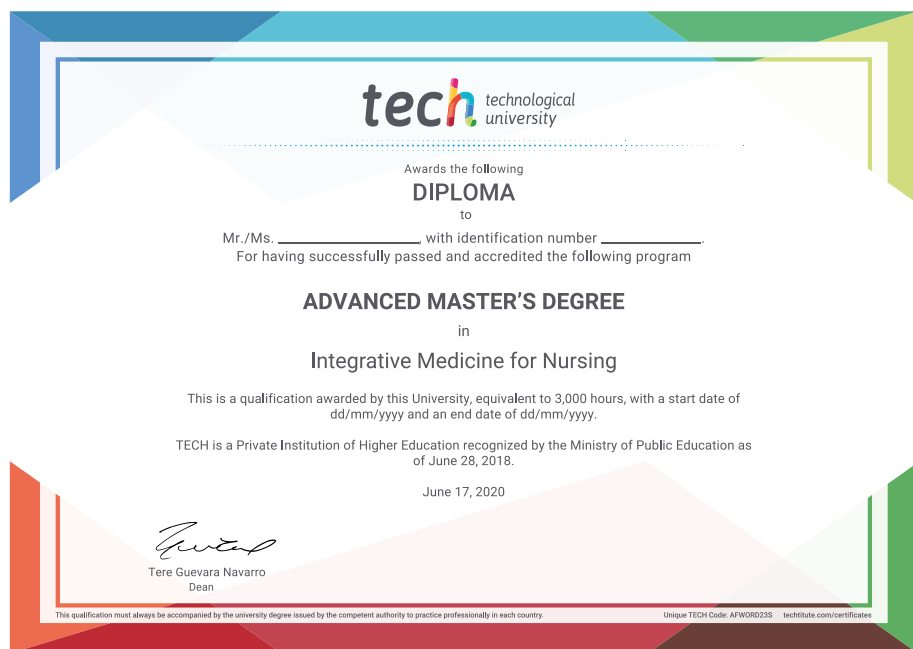 tech technological
university
Awards the following
DIPLOMA
to
Mr./Ms. ________________, with identification number ____________.
For having successfully passed and accredited the following program
ADVANCED MASTER'S DEGREE
in
Integrative Medicine for Nursing
This is a qualification awarded by this University, equivalent to 3,000 hours, with a start date of
dd/mm/yyyy and an end date of dd/mm/yyyy.
TECH is a Private Institution of Higher Education recognized by the Ministry of Public Education as
of June 28, 2018.
June 17, 2020
Tere Guevara Navarro
Dean
This qualification must always be accompanied by the university degree issued by the competent authority to practice professionally in each country.
Unique TECH Code: AFWORD23S techtitute.com/certificates